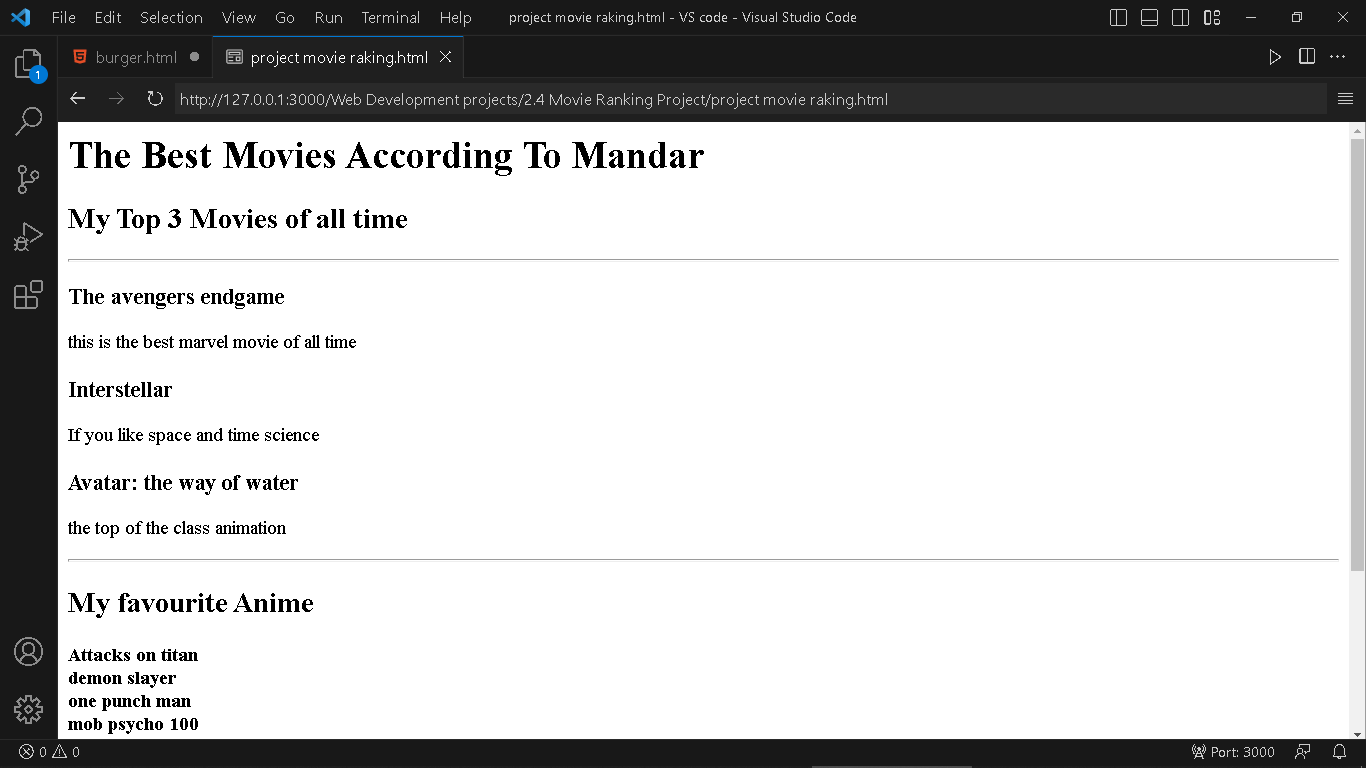 File Edit Selection View Go Run Terminal Help project movie raking.html - VS code - Visual Studio Code
burger.html project movie raking.html
1
http://127.0.0.1:3000/Web Development projects/2.4 Movie Ranking Project/project movie raking.html
The Best Movies According To Mandar
My Top 3 Movies of all time
The avengers endgame
this is the best marvel movie of all time
Interstellar
If you like space and time science
Avatar: the way of water
the top of the class animation
My favourite Anime
Attacks on titan
demon slayer
one punch man
mob psycho 100
0 0 Port: 3000